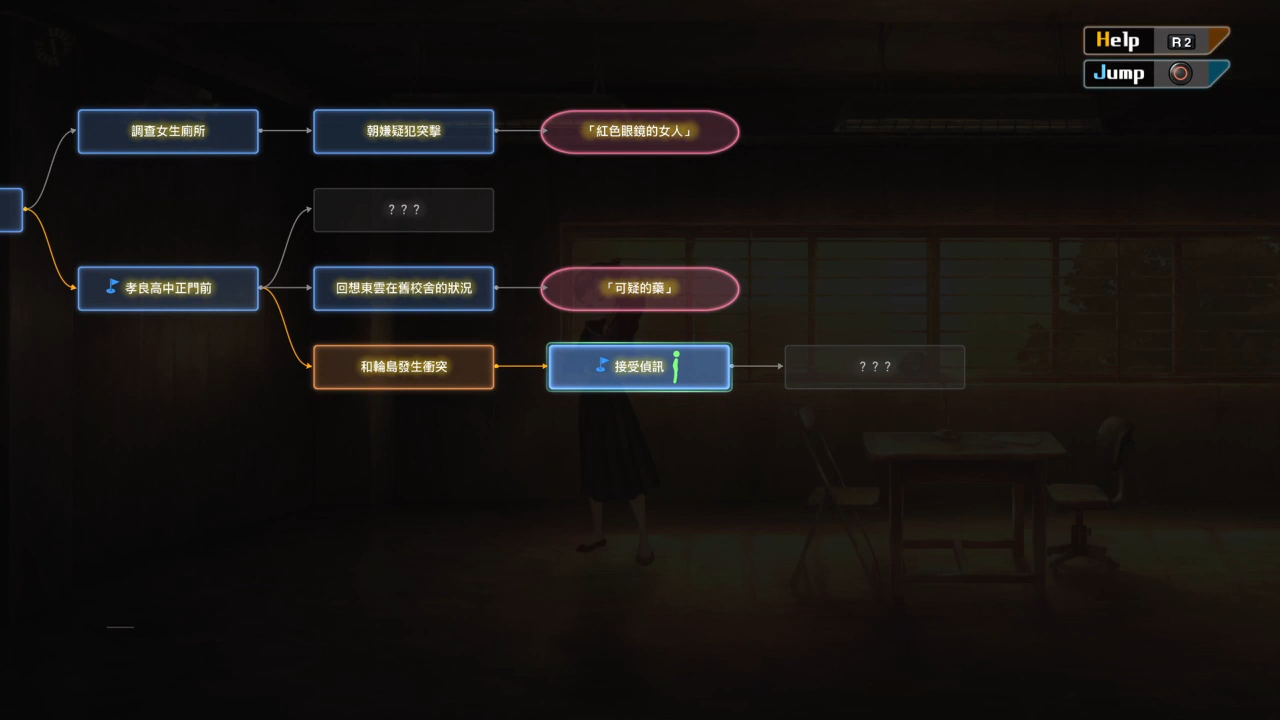 Help R2
Jump
調查女生廁所
朝嫌疑犯突擊
「紅色眼鏡的女人」
？？？
孝良高中正門前
回想東雲在舊校舍的狀況
「可疑的藥」
和輪島發生衝突
接受偵訊
？？？